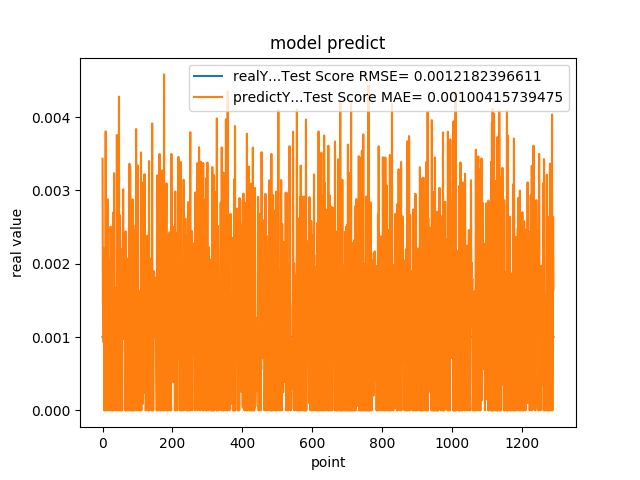 model predict
realY...Test Score RMSE= 0.0012182396611
predictY...Test Score MAE= 0.00100415739475
0.004
0.003
0.002
0.001
0.000
real value
0 200 400 600 800 1000 1200
point